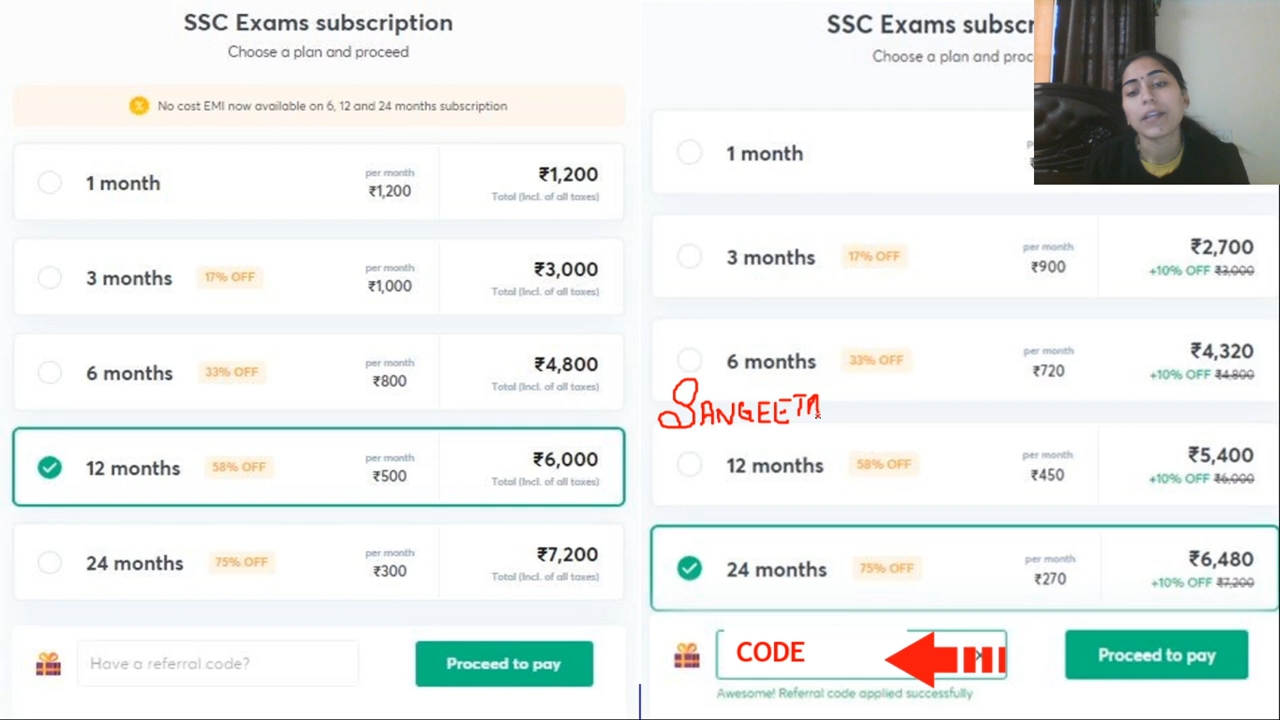 SSC Exams subscription
Choose a plan and proceed
No cost EMI now available on 6, 12 and 24 months subscription
1 month per month ₹1,200 ₹1,200 Total (Incl. of all taxes)
3 months 17% OFF per month ₹1,000 ₹3,000 Total (Incl. of all taxes)
6 months 33% OFF per month ₹800 ₹4,800 Total (Incl. of all taxes)
12 months 58% OFF per month ₹500 ₹6,000 Total (Incl. of all taxes)
24 months 75% OFF per month ₹300 ₹7,200 Total (Incl. of all taxes)
Have a referral code? Proceed to pay
SSC Exams subscr
Choose a plan and proc
1 month
3 months 17% OFF per month ₹900 ₹2,700 +10% OFF ₹3,000
6 months 33% OFF per month ₹720 ₹4,320 +10% OFF ₹4,800
SANGEETA
12 months 58% OFF per month ₹450 ₹5,400 +10% OFF ₹6,000
24 months 75% OFF per month ₹270 ₹6,480 +10% OFF ₹7,200
CODE Proceed to pay
Awesome! Referral code applied successfully